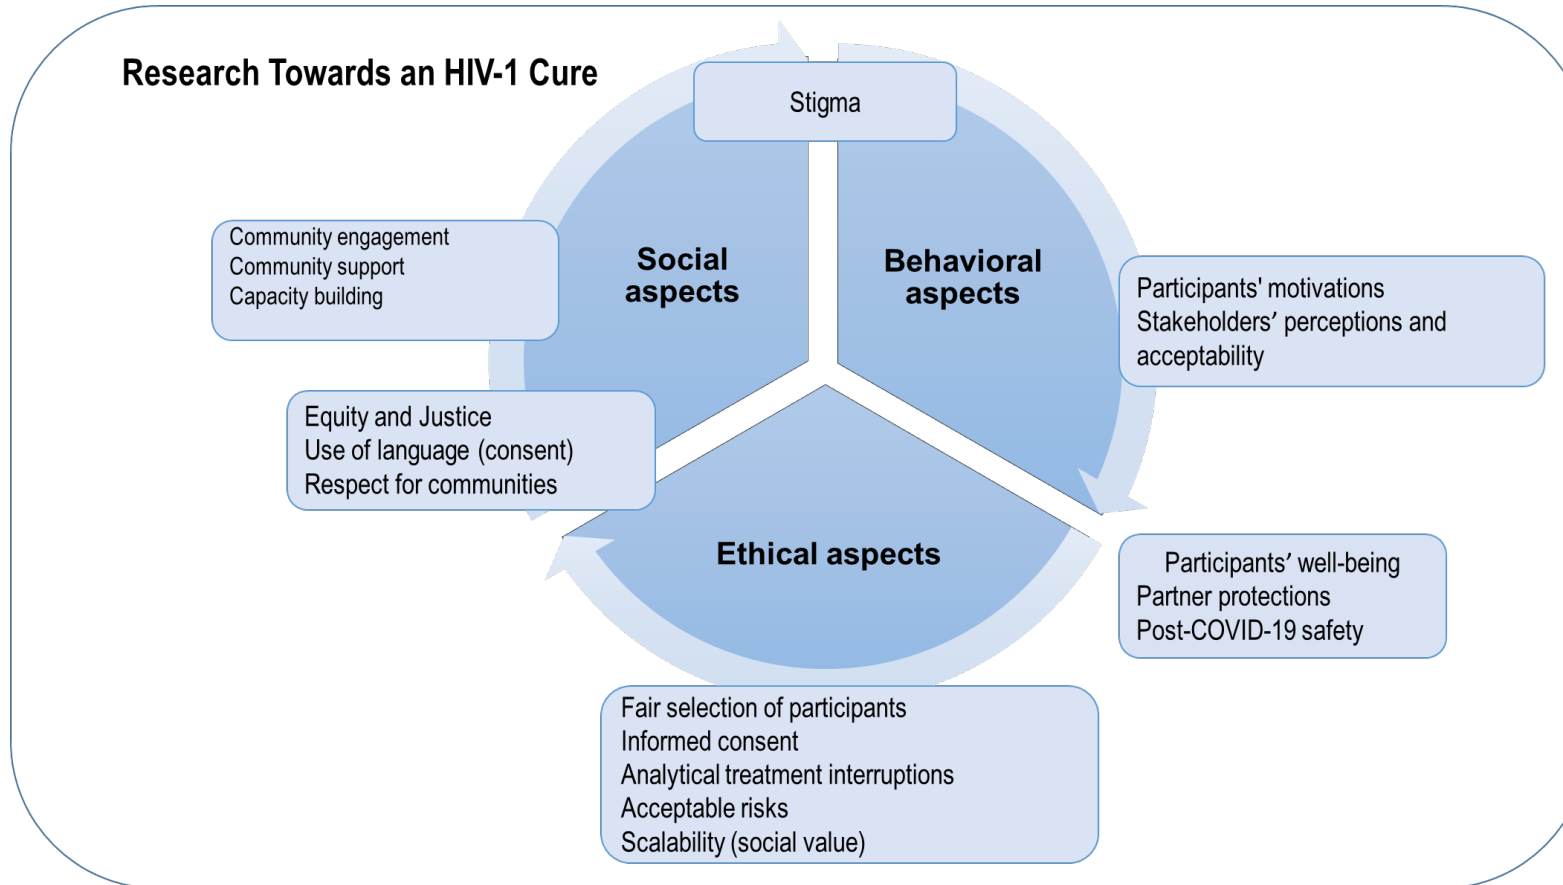 Research Towards an HIV-1 Cure
Stigma
Social
aspects
Behavioral
aspects
Community engagement
Community support
Capacity building
Participants' motivations
Stakeholders’ perceptions and
acceptability
Equity and Justice
Use of language (consent)
Respect for communities
Ethical aspects
Participants’ well-being
Partner protections
Post-COVID-19 safety
Fair selection of participants
Informed consent
Analytical treatment interruptions
Acceptable risks
Scalability (social value)